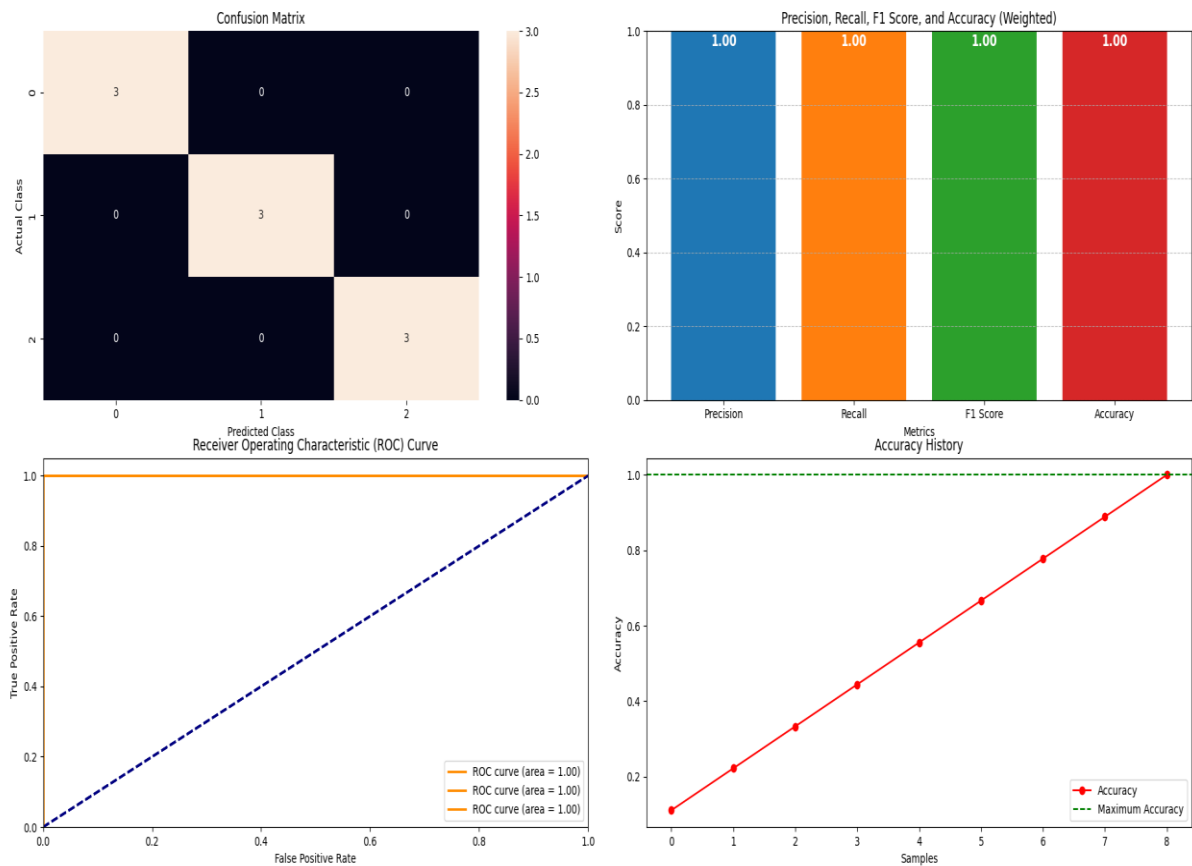 Confusion Matrix
Actual Class
0
1
2
3 0 0
0 3 0
0 0 3
0 1 2
Predicted Class
3.0
2.5
2.0
1.5
1.0
0.5
0.0
Precision, Recall, F1 Score, and Accuracy (Weighted)
Score
1.0
0.8
0.6
0.4
0.2
0.0
1.00 1.00 1.00 1.00
Precision Recall F1 Score Accuracy
Metrics
Receiver Operating Characteristic (ROC) Curve
True Positive Rate
1.0
0.8
0.6
0.4
0.2
0.0
ROC curve (area = 1.00)
ROC curve (area = 1.00)
ROC curve (area = 1.00)
0.0 0.2 0.4 0.6 0.8 1.0
False Positive Rate
Accuracy History
Accuracy
1.0
0.8
0.6
0.4
0.2
Accuracy
Maximum Accuracy
0 1 2 3 4 5 6 7 8
Samples